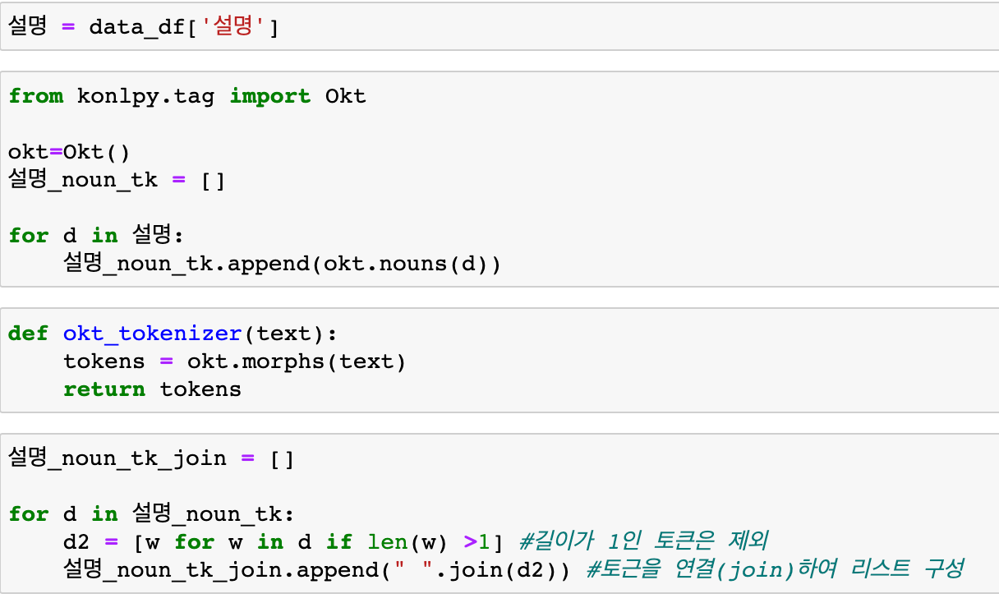 설명 = data_df['설명']
from konlpy.tag import Okt
okt=Okt()
설명_noun_tk = []
for d in 설명:
    설명_noun_tk.append(okt.nouns(d))
def okt_tokenizer(text):
    tokens = okt.morphs(text)
    return tokens
설명_noun_tk_join = []
for d in 설명_noun_tk:
    d2 = [w for w in d if len(w) >1] #길이가 1인 토큰은 제외
    설명_noun_tk_join.append(" ".join(d2)) #토근을 연결(join)하여 리스트 구성